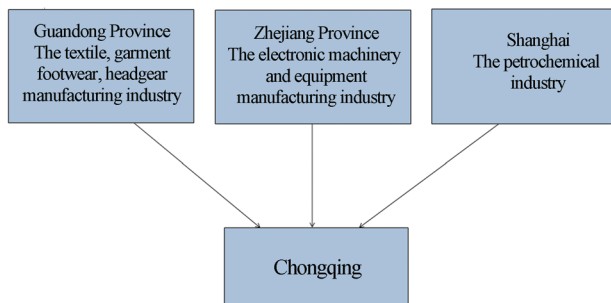 Guandong Province
The textile, garment
footwear, headgear
manufacturing industry
Zhejiang Province
The electronic machinery
and equipment
manufacturing industry
Shanghai
The petrochemical
industry
Chongqing